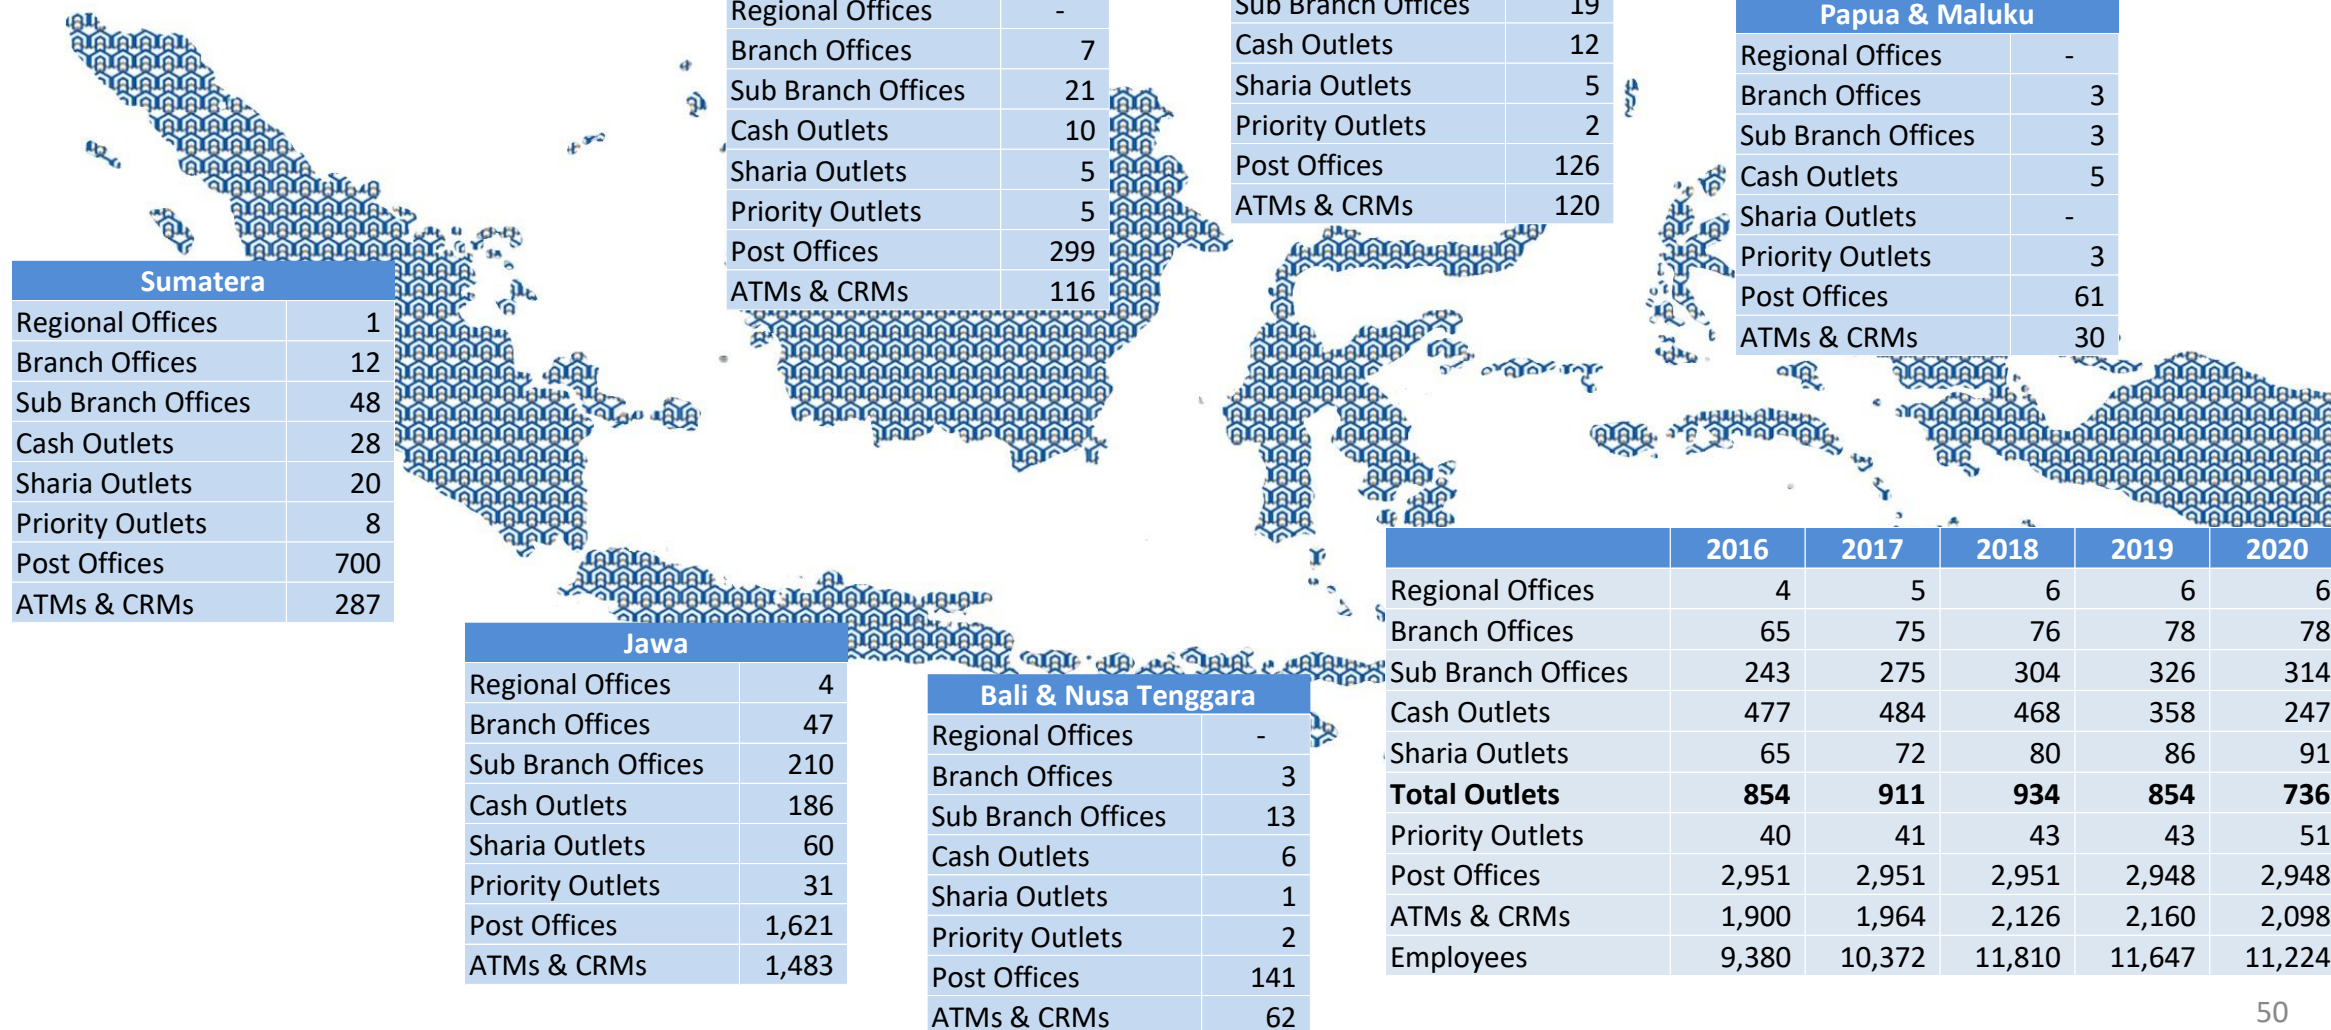 Regional Offices -
Branch Offices 7
Sub Branch Offices 21
Cash Outlets 10
Sharia Outlets 5
Priority Outlets 5
Post Offices 299
ATMs & CRMs 116
Sub Branch Offices 19
Cash Outlets 12
Sharia Outlets 5
Priority Outlets 2
Post Offices 126
ATMs & CRMs 120
Papua & Maluku
Regional Offices -
Branch Offices 3
Sub Branch Offices 3
Cash Outlets 5
Sharia Outlets -
Priority Outlets 3
Post Offices 61
ATMs & CRMs 30
Sumatera
Regional Offices 1
Branch Offices 12
Sub Branch Offices 48
Cash Outlets 28
Sharia Outlets 20
Priority Outlets 8
Post Offices 700
ATMs & CRMs 287
Jawa
Regional Offices 4
Branch Offices 47
Sub Branch Offices 210
Cash Outlets 186
Sharia Outlets 60
Priority Outlets 31
Post Offices 1,621
ATMs & CRMs 1,483
Bali & Nusa Tenggara
Regional Offices -
Branch Offices 3
Sub Branch Offices 13
Cash Outlets 6
Sharia Outlets 1
Priority Outlets 2
Post Offices 141
ATMs & CRMs 62
2016 2017 2018 2019 2020
Regional Offices 4 5 6 6 6
Branch Offices 65 75 76 78 78
Sub Branch Offices 243 275 304 326 314
Cash Outlets 477 484 468 358 247
Sharia Outlets 65 72 80 86 91
Total Outlets 854 911 934 854 736
Priority Outlets 40 41 43 43 51
Post Offices 2,951 2,951 2,951 2,948 2,948
ATMs & CRMs 1,900 1,964 2,126 2,160 2,098
Employees 9,380 10,372 11,810 11,647 11,224
50